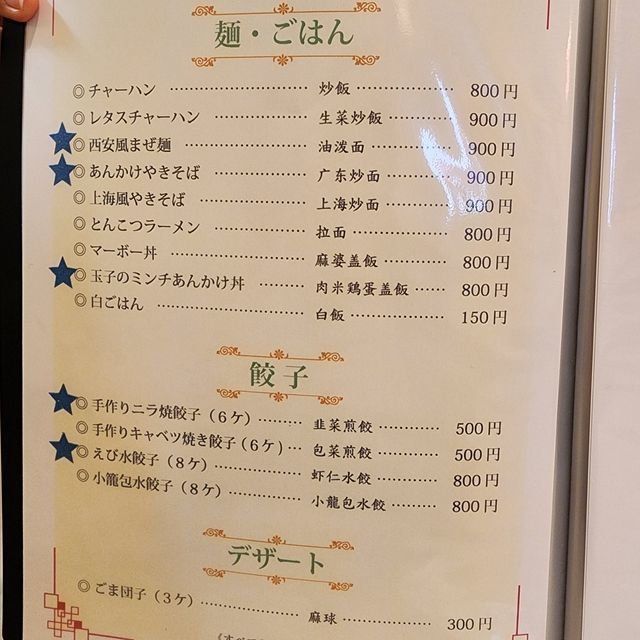 麺・ごはん
◎チャーハン ……………… 炒飯 ……………… 800円
◎レタスチャーハン ……………… 生菜炒飯 ……………… 900円
◎西安風まぜ麺 ……………… 油泼面 ……………… 900円
◎あんかけやきそば ……………… 广东炒面 ……………… 900円
◎上海風やきそば ……………… 上海炒面 ……………… 900円
◎とんこつラーメン ……………… 拉面 ……………… 800円
◎マーボー丼 ……………… 麻婆盖飯 ……………… 800円
◎玉子のミンチあんかけ丼 ……… 肉米鶏蛋盖飯 …… 800円
◎白ごはん ……………… 白飯 ……………… 150円
餃子
◎手作りニラ焼餃子（６ケ）……… 韭菜煎餃 ……… 500円
◎手作りキャベツ焼き餃子（６ケ）… 包菜煎餃 ……… 500円
◎えび水餃子（８ケ）……………… 虾仁水餃 ……… 800円
◎小籠包水餃子（８ケ）……………… 小龍包水餃 ……… 800円
デザート
◎ごま団子（３ケ）……………… 麻球 ……………… 300円